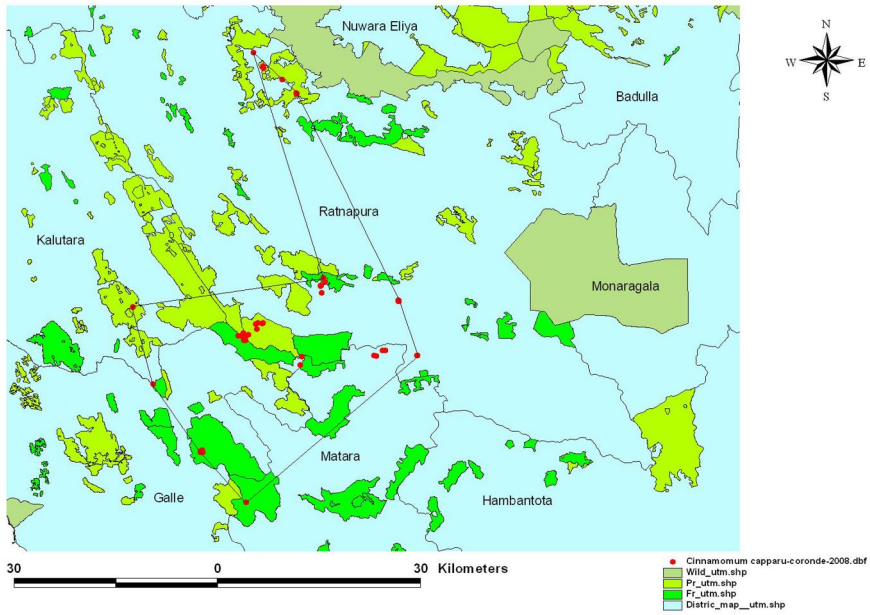 Nuwara Eliya
N
W
E
S
Badulla
Ratnapura
Kalutara
Monaragala
Matara
Galle
Hambantota
30
0
30
Kilometers
Cinnamomum capparu-coronde-2008.dbf
Wild_utm.shp
Pr_utm.shp
Fr_utm.shp
Distric_map__utm.shp